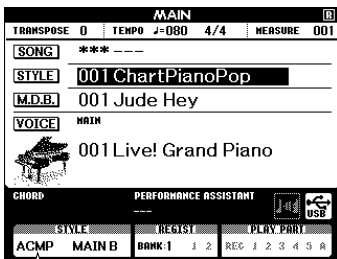 MAIN R
TRANSPOSE 0 TEMPO ♩=080 4/4 MEASURE 001
SONG *** ---
STYLE 001 ChartPianoPop
M.D.B. 001 Jude Hey
VOICE MAIN
001 Live! Grand Piano
CHORD PERFORMANCE ASSISTANT
---
USB
STYLE REGIST PLAY PART
ACMP MAIN B BANK:1 1 2 REG 1 2 3 4 5 A